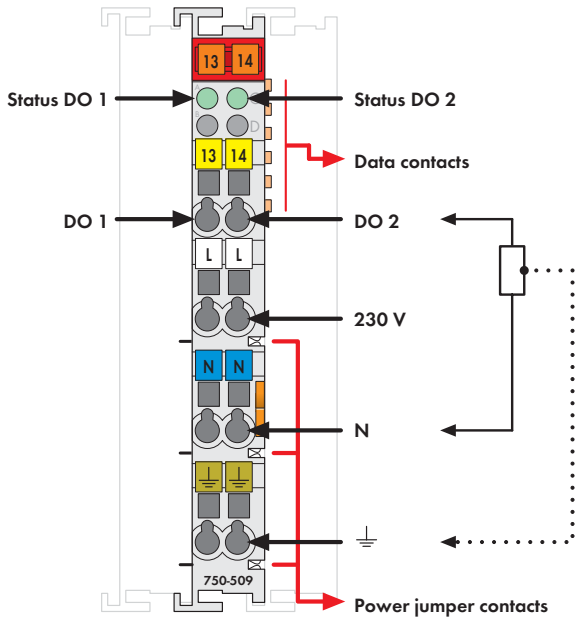 13 14
A C
Status DO 1
Status DO 2
B D
13 14
Data contacts
DO 1
DO 2
L L
230 V
N N
N
750-509
Power jumper contacts